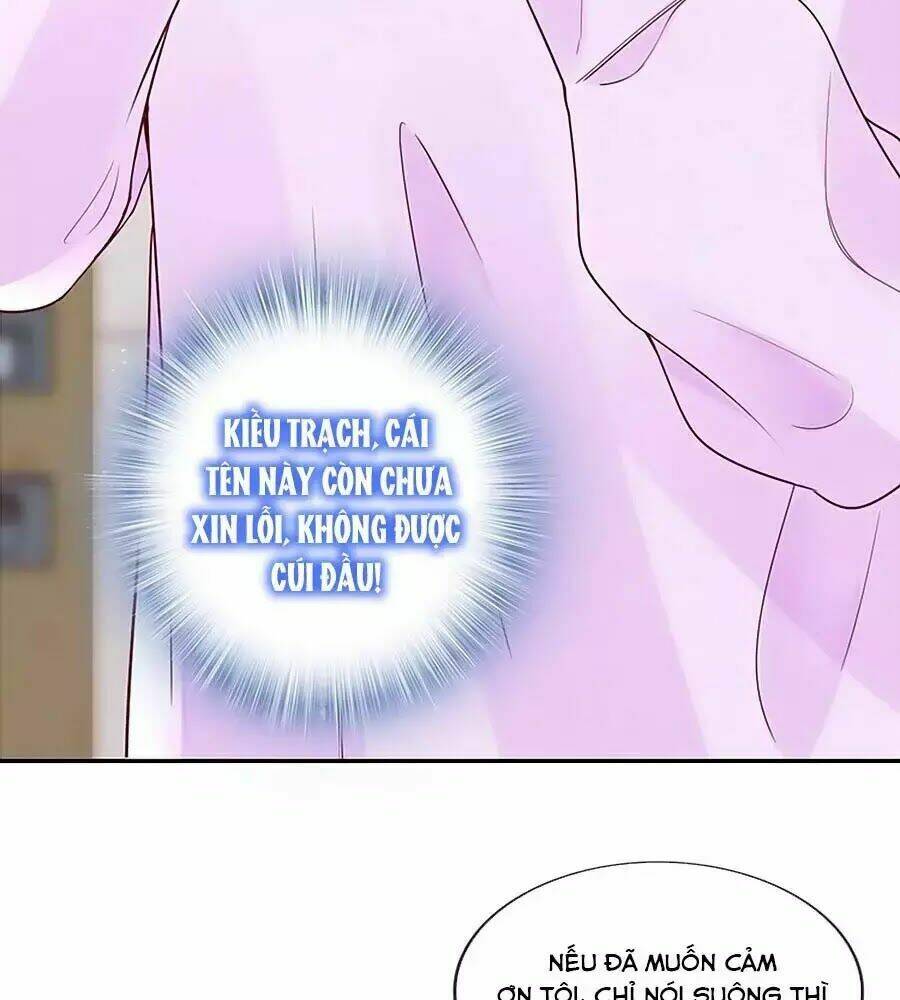 KIỀU TRẠCH, CÁI
TÊN NÀY CÒN CHƯA
XIN LỖI, KHÔNG ĐƯỢC
CÚI ĐẦU!
NẾU ĐÃ MUỐN CẢM
ƠN TÔI, CHỈ NÓI SUÔNG THÌ